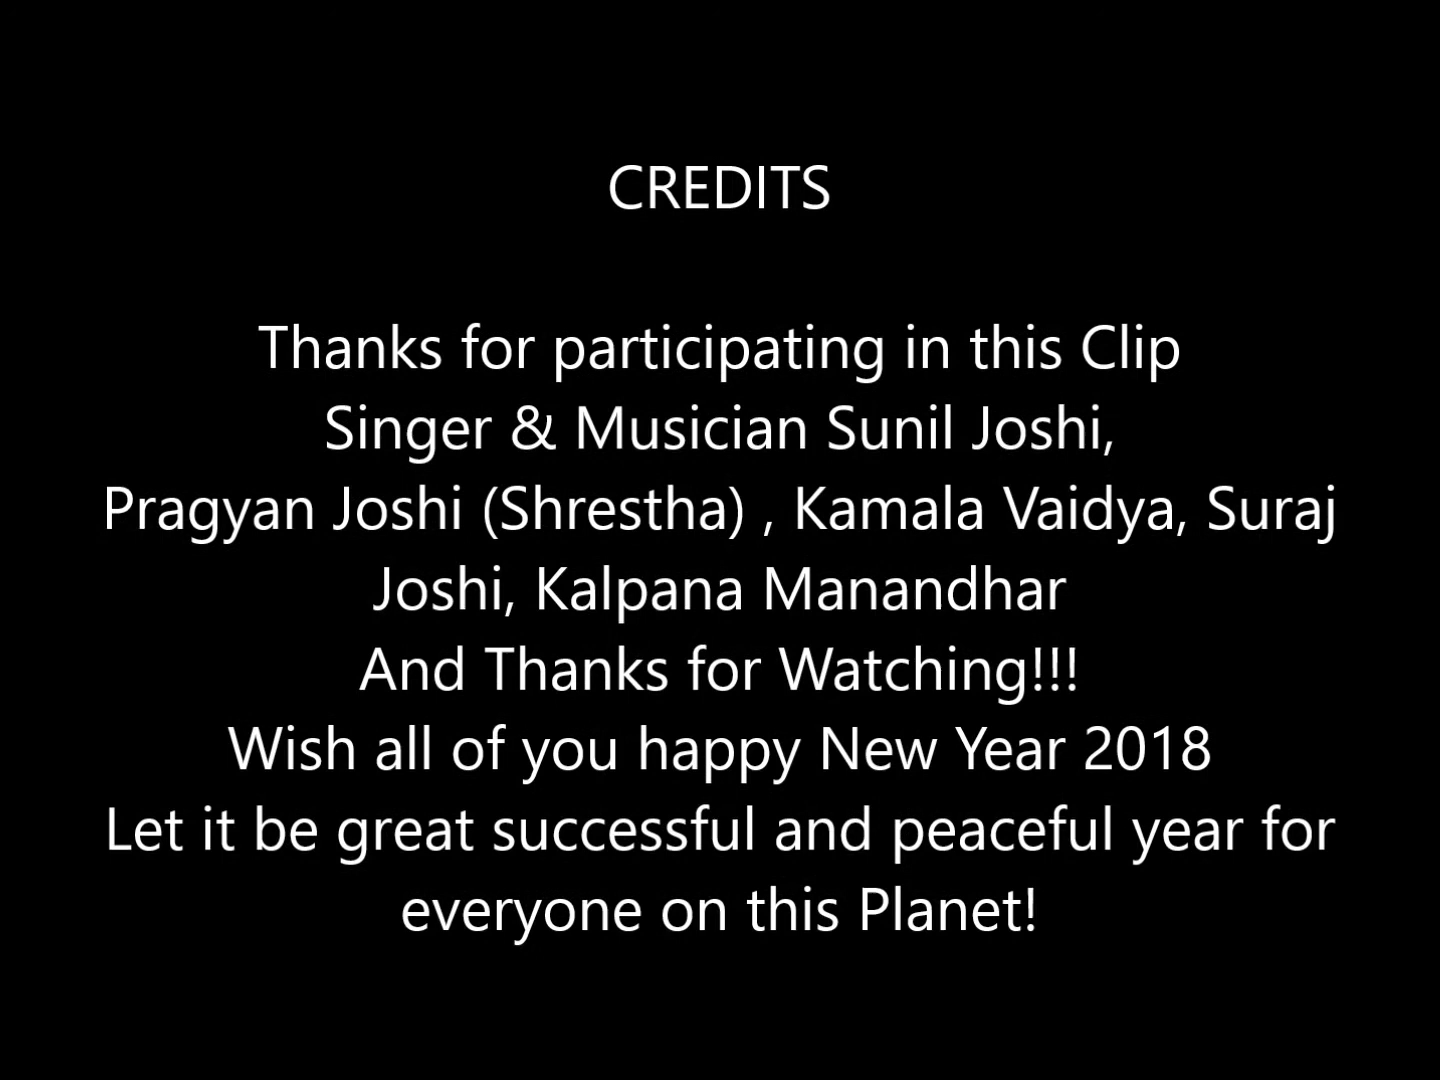 CREDITS
Thanks for participating in this Clip
Singer & Musician Sunil Joshi,
Pragyan Joshi (Shrestha) , Kamala Vaidya, Suraj
Joshi, Kalpana Manandhar
And Thanks for Watching!!!
Wish all of you happy New Year 2018
Let it be great successful and peaceful year for
everyone on this Planet!